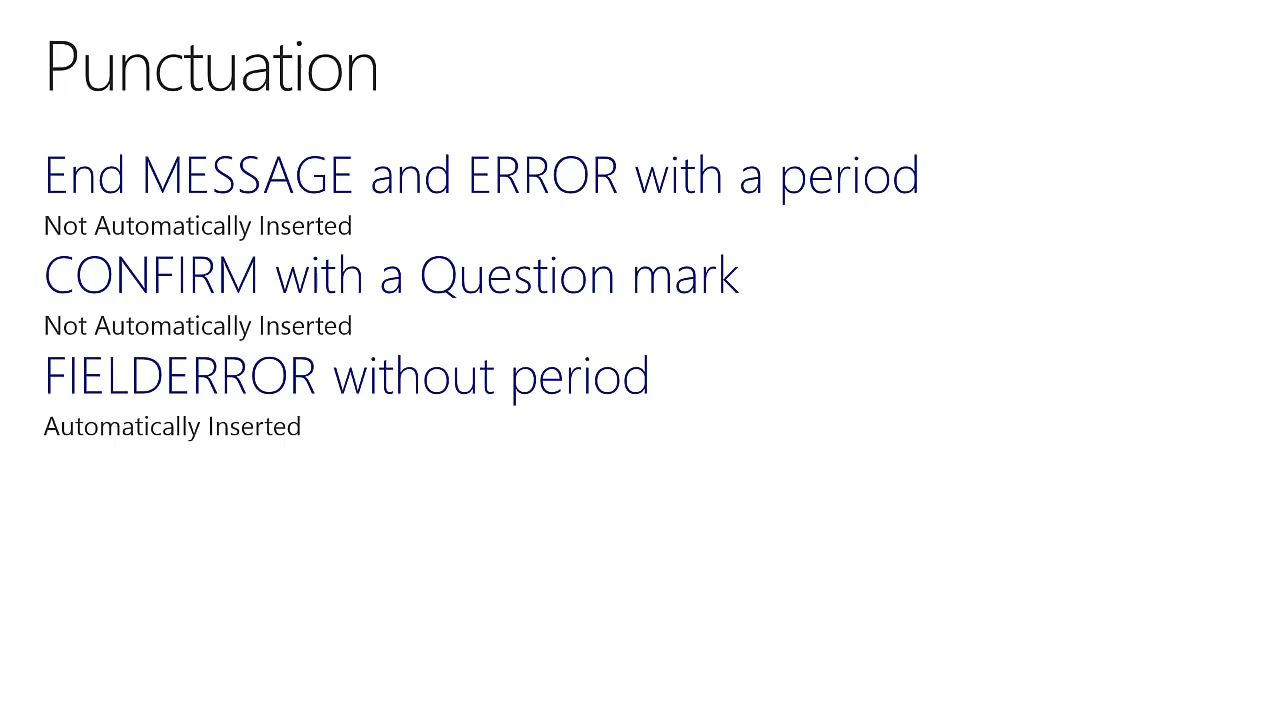 Punctuation
End MESSAGE and ERROR with a period
Not Automatically Inserted
CONFIRM with a Question mark
Not Automatically Inserted
FIELDERROR without period
Automatically Inserted